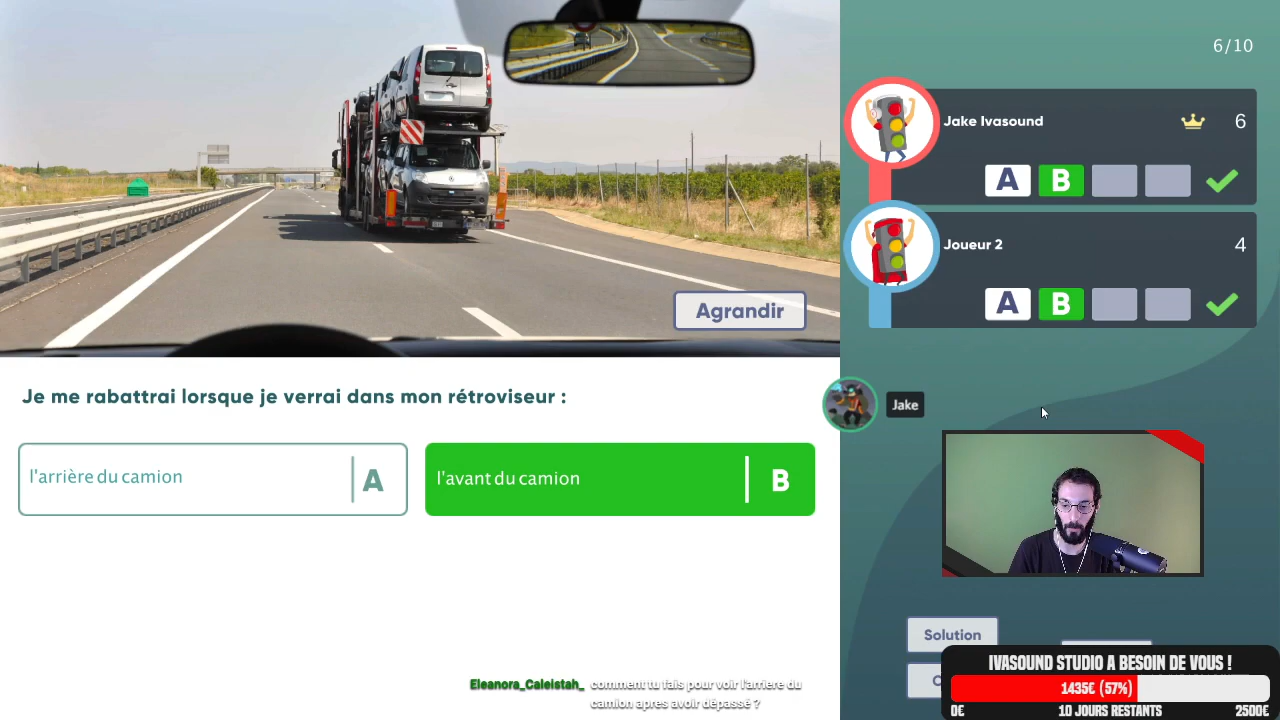 6/10
Jake Ivasound 6
A B
Joueur 2 4
A B
Agrandir
Je me rabattrai lorsque je verrai dans mon rétroviseur :
Jake
l'arrière du camion A
l'avant du camion B
Solution
IVASOUND STUDIO A BESOIN DE VOUS !
1435€ (57%)
0€ 10 JOURS RESTANTS 2500€
Eleanora_Caleistah_ comment tu fais pour voir l'arriere du
camion apres avoir dépassé ?